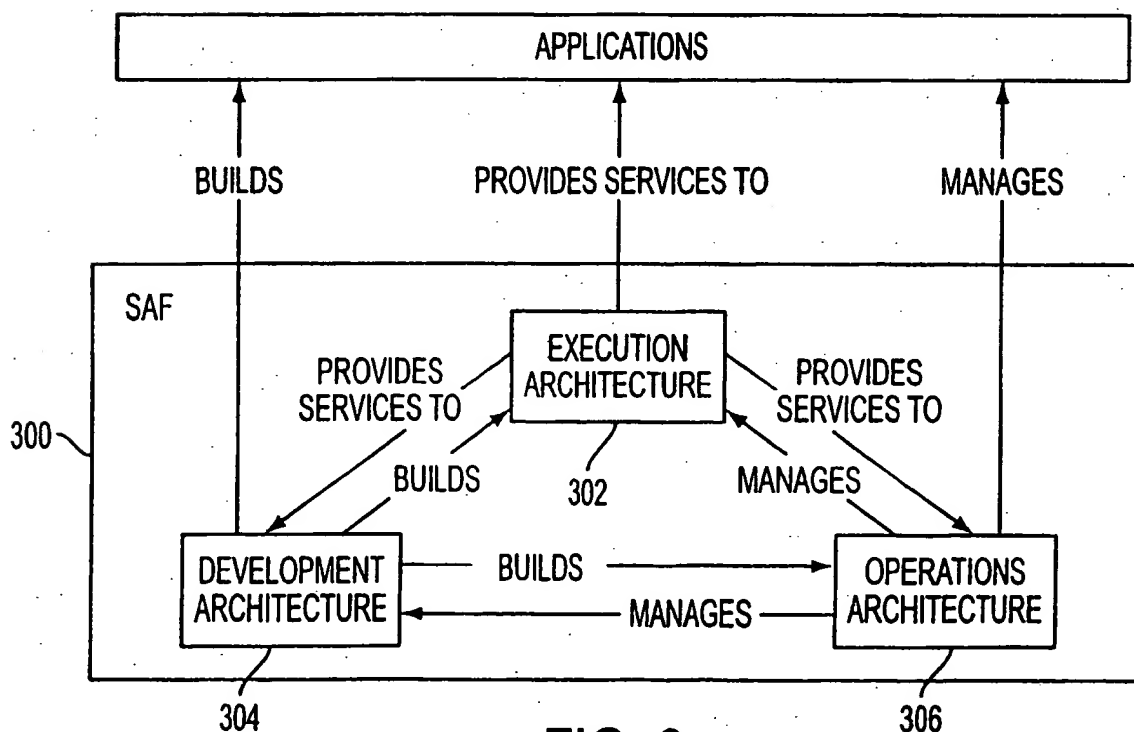 APPLICATIONS
BUILDS
PROVIDES SERVICES TO
MANAGES
SAF
EXECUTION
ARCHITECTURE
PROVIDES
SERVICES TO
PROVIDES
SERVICES TO
300
BUILDS
302
MANAGES
DEVELOPMENT
ARCHITECTURE
BUILDS
MANAGES
OPERATIONS
ARCHITECTURE
304
306